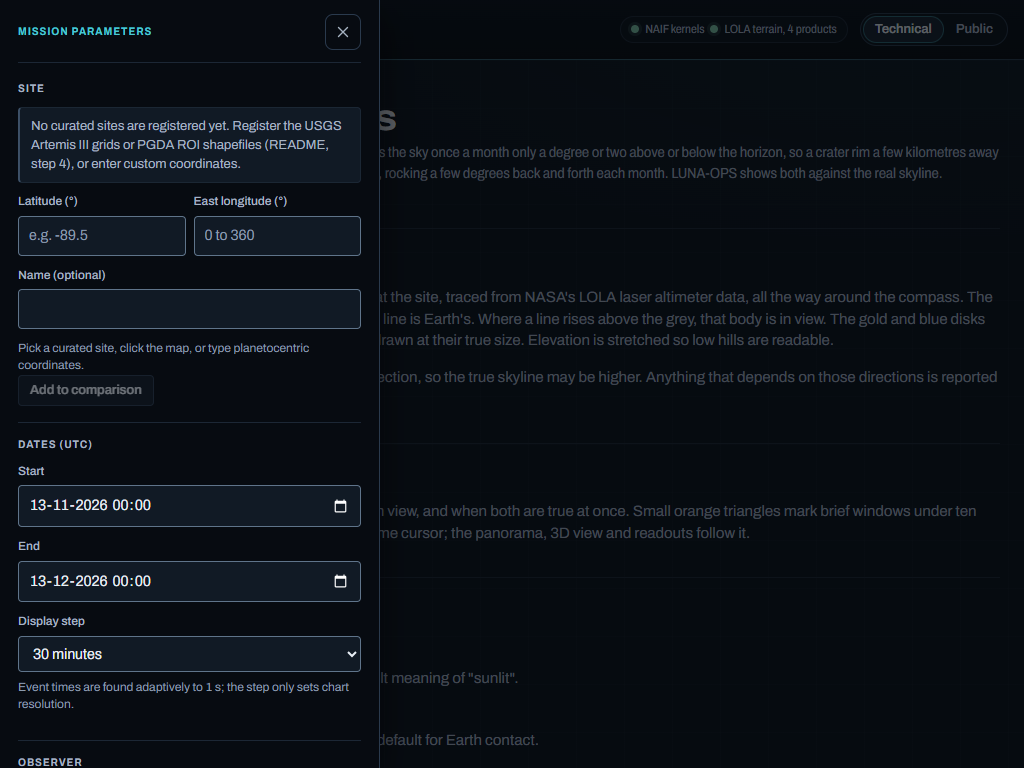 MISSION PARAMETERS
NAIF kernels
LOLA terrain, 4 products
Technical
Public
SITE
No curated sites are registered yet. Register the USGS
Artemis III grids or PGDA ROI shapefiles (README,
step 4), or enter custom coordinates.
Latitude (°)
East longitude (°)
e.g. -89.5
0 to 360
Name (optional)
Pick a curated site, click the map, or type planetocentric
coordinates.
Add to comparison
DATES (UTC)
Start
13-11-2026 00:00
End
13-12-2026 00:00
Display step
30 minutes
Event times are found adaptively to 1 s; the step only sets chart
resolution.
OBSERVER
s
s the sky once a month only a degree or two above or below the horizon, so a crater rim a few kilometres away
, rocking a few degrees back and forth each month. LUNA-OPS shows both against the real skyline.
at the site, traced from NASA's LOLA laser altimeter data, all the way around the compass. The
line is Earth's. Where a line rises above the grey, that body is in view. The gold and blue disks
rawn at their true size. Elevation is stretched so low hills are readable.
ection, so the true skyline may be higher. Anything that depends on those directions is reported
n view, and when both are true at once. Small orange triangles mark brief windows under ten
me cursor; the panorama, 3D view and readouts follow it.
lt meaning of "sunlit".
default for Earth contact.